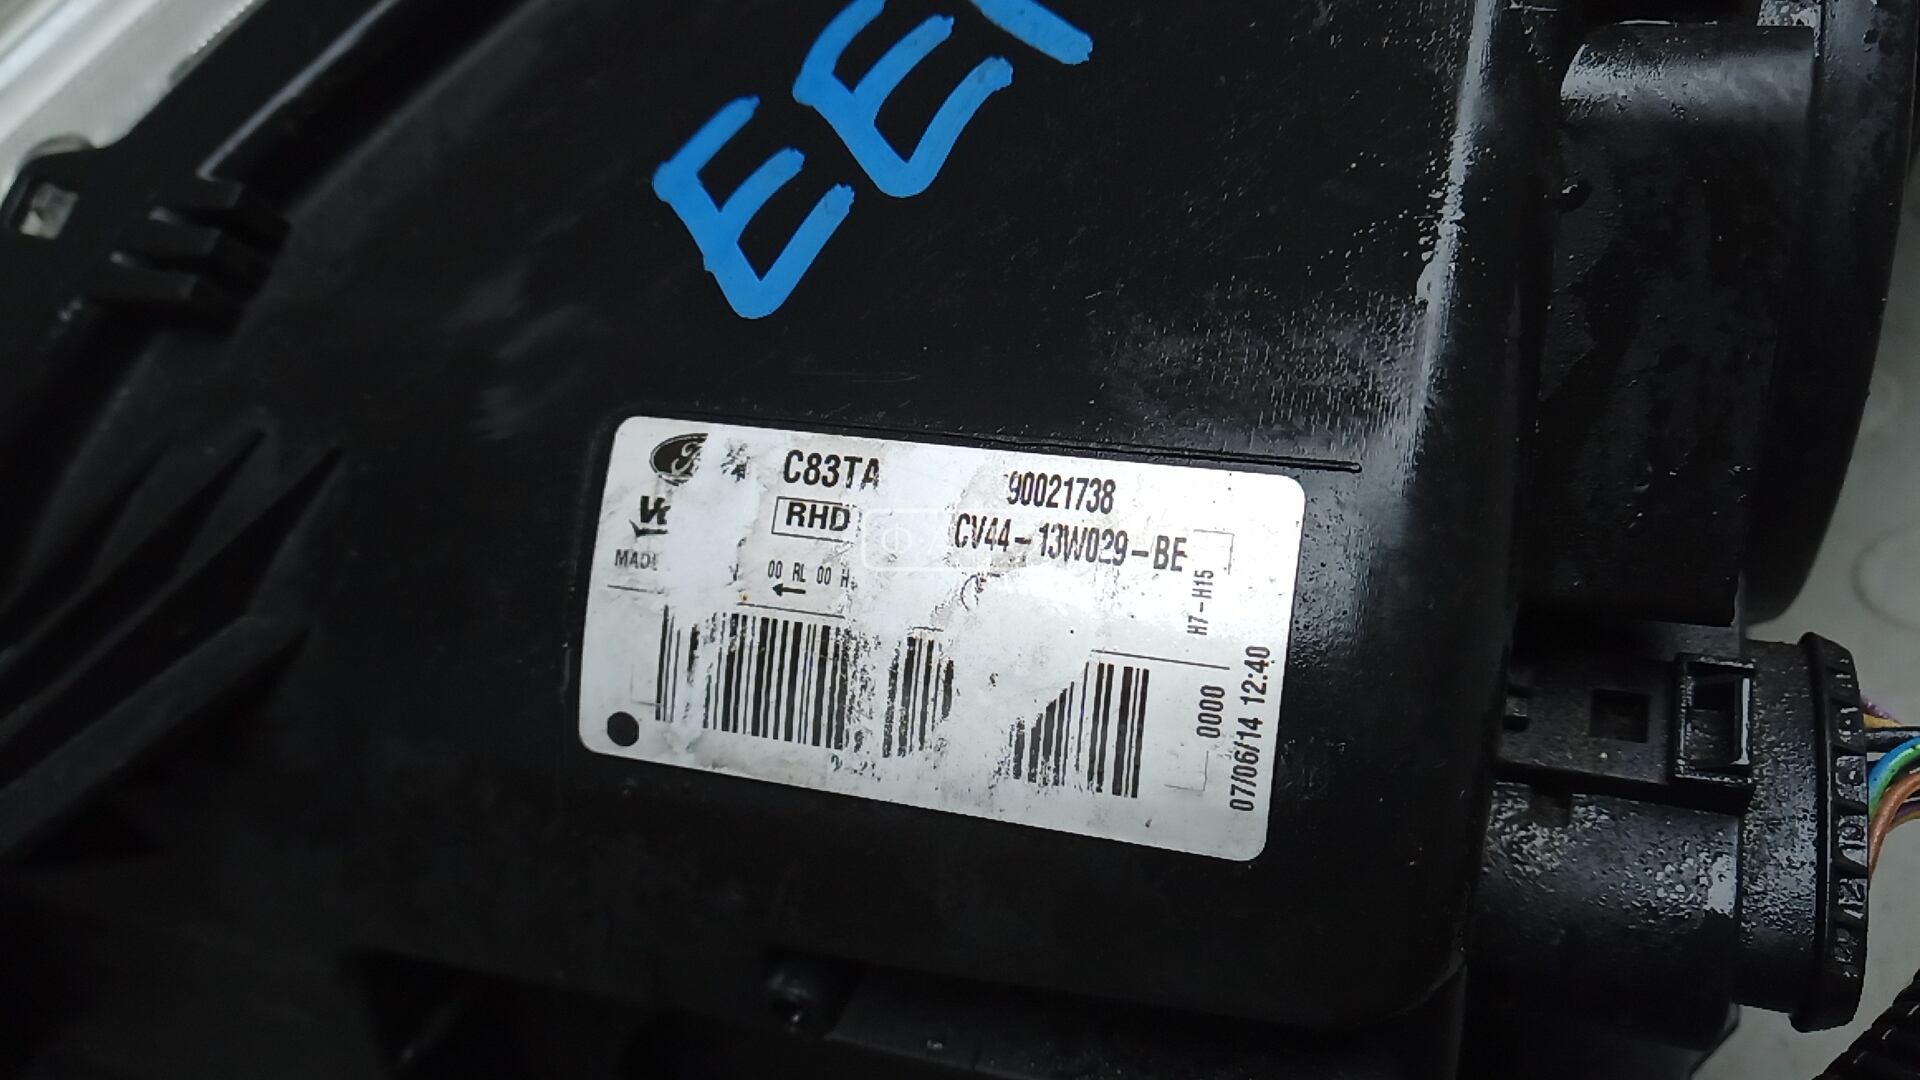 EE
C83TA 90021738
RHD CV44-13W029-BE
00 RL 00 H
H7-H15
0000
07/06/14 12:40